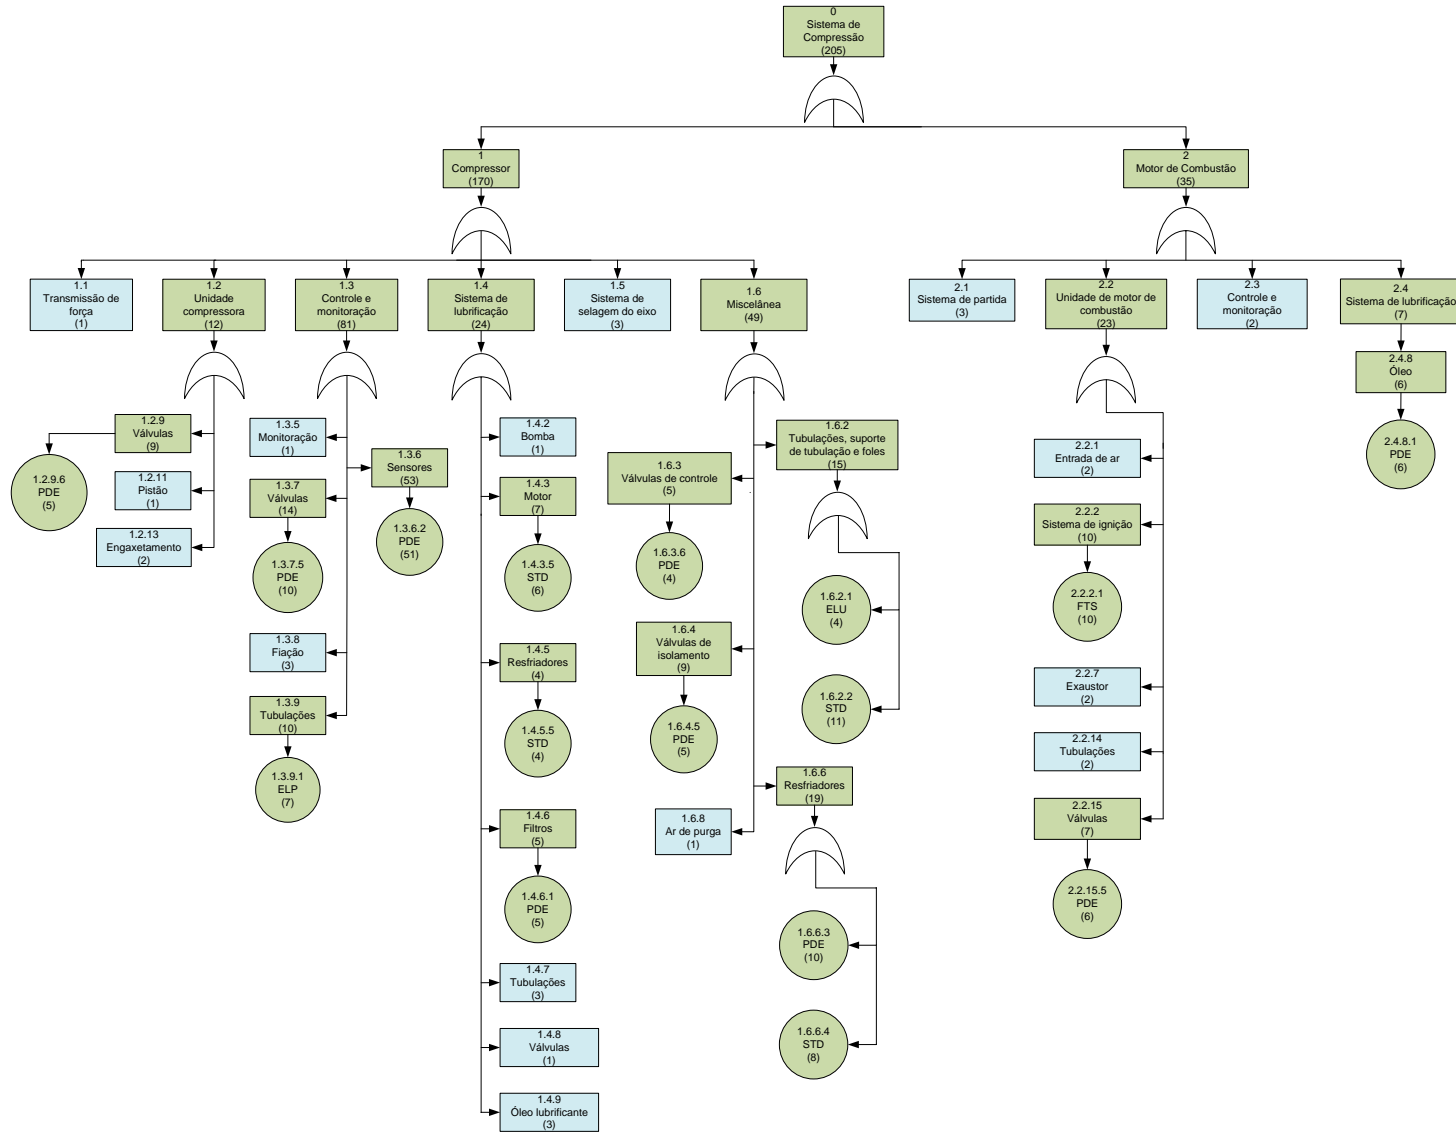 0
Sistema de
Compressão
(205)
1
Compressor
(170)
2
Motor de Combustão
(35)
1.1
Transmissão de
força
(1)
1.2
Unidade
compressora
(12)
1.3
Controle e
monitoração
(81)
1.4
Sistema de
lubrificação
(24)
1.5
Sistema de
selagem do eixo
(3)
1.6
Miscelânea
(49)
2.1
Sistema de partida
(3)
2.2
Unidade de motor de
combustão
(23)
2.3
Controle e
monitoração
(2)
2.4
Sistema de lubrificação
(7)
1.2.9
Válvulas
(9)
1.2.9.6
PDE
(5)
1.2.11
Pistão
(1)
1.2.13
Engaxetamento
(2)
1.3.5
Monitoração
(1)
1.3.6
Sensores
(53)
1.3.6.2
PDE
(51)
1.3.7
Válvulas
(14)
1.3.7.5
PDE
(10)
1.3.8
Fiação
(3)
1.3.9
Tubulações
(10)
1.3.9.1
ELP
(7)
1.4.2
Bomba
(1)
1.4.3
Motor
(7)
1.4.3.5
STD
(6)
1.4.5
Resfriadores
(4)
1.4.5.5
STD
(4)
1.4.6
Filtros
(5)
1.4.6.1
PDE
(5)
1.4.7
Tubulações
(3)
1.4.8
Válvulas
(1)
1.4.9
Óleo lubrificante
(3)
1.6.2
Tubulações, suporte
de tubulação e foles
(15)
1.6.3
Válvulas de controle
(5)
1.6.3.6
PDE
(4)
1.6.2.1
ELU
(4)
1.6.4
Válvulas de
isolamento
(9)
1.6.2.2
STD
(11)
1.6.4.5
PDE
(5)
1.6.6
Resfriadores
(19)
1.6.8
Ar de purga
(1)
1.6.6.3
PDE
(10)
1.6.6.4
STD
(8)
2.2.1
Entrada de ar
(2)
2.2.2
Sistema de ignição
(10)
2.2.2.1
FTS
(10)
2.2.7
Exaustor
(2)
2.2.14
Tubulações
(2)
2.2.15
Válvulas
(7)
2.2.15.5
PDE
(6)
2.4.8
Óleo
(6)
2.4.8.1
PDE
(6)